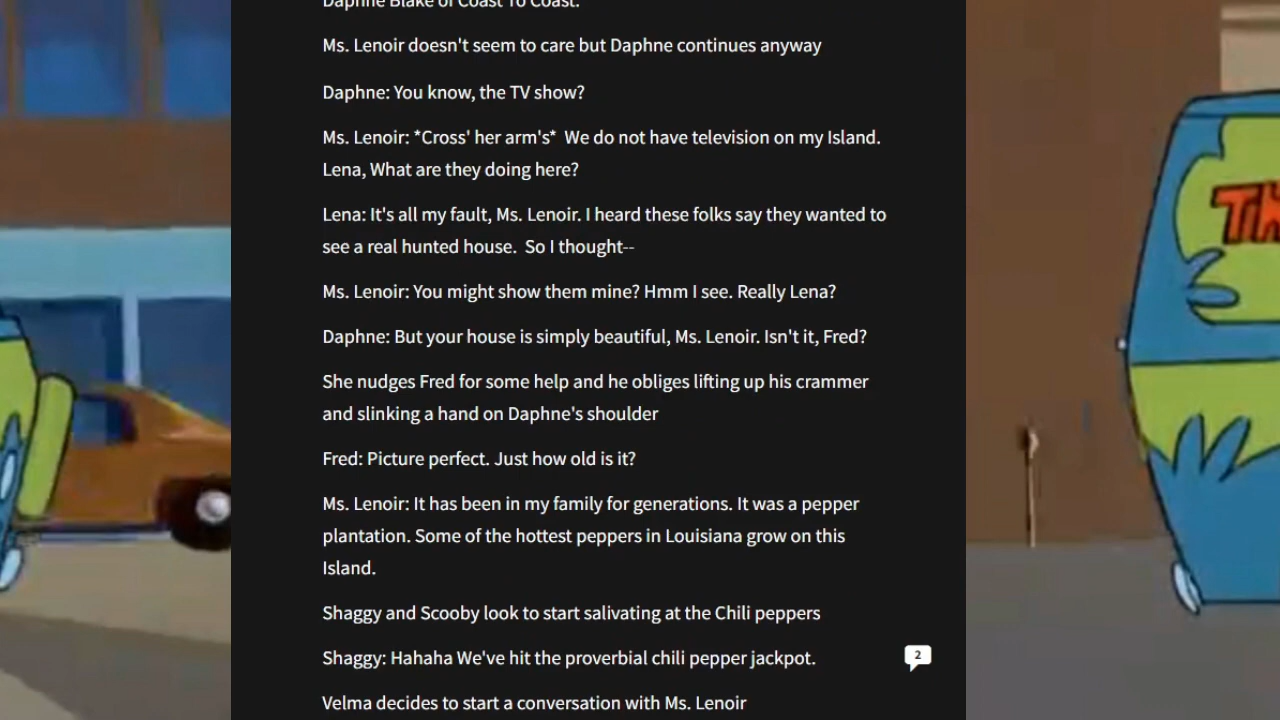 Daphne Blake of Coast To Coast.
Ms. Lenoir doesn't seem to care but Daphne continues anyway
Daphne: You know, the TV show?
Ms. Lenoir: *Cross' her arm's*  We do not have television on my Island.
Lena, What are they doing here?
Lena: It's all my fault, Ms. Lenoir. I heard these folks say they wanted to
see a real hunted house.  So I thought--
Ms. Lenoir: You might show them mine? Hmm I see. Really Lena?
Daphne: But your house is simply beautiful, Ms. Lenoir. Isn't it, Fred?
She nudges Fred for some help and he obliges lifting up his crammer
and slinking a hand on Daphne's shoulder
Fred: Picture perfect. Just how old is it?
Ms. Lenoir: It has been in my family for generations. It was a pepper
plantation. Some of the hottest peppers in Louisiana grow on this
Island.
Shaggy and Scooby look to start salivating at the Chili peppers
Shaggy: Hahaha We've hit the proverbial chili pepper jackpot.
2
Velma decides to start a conversation with Ms. Lenoir